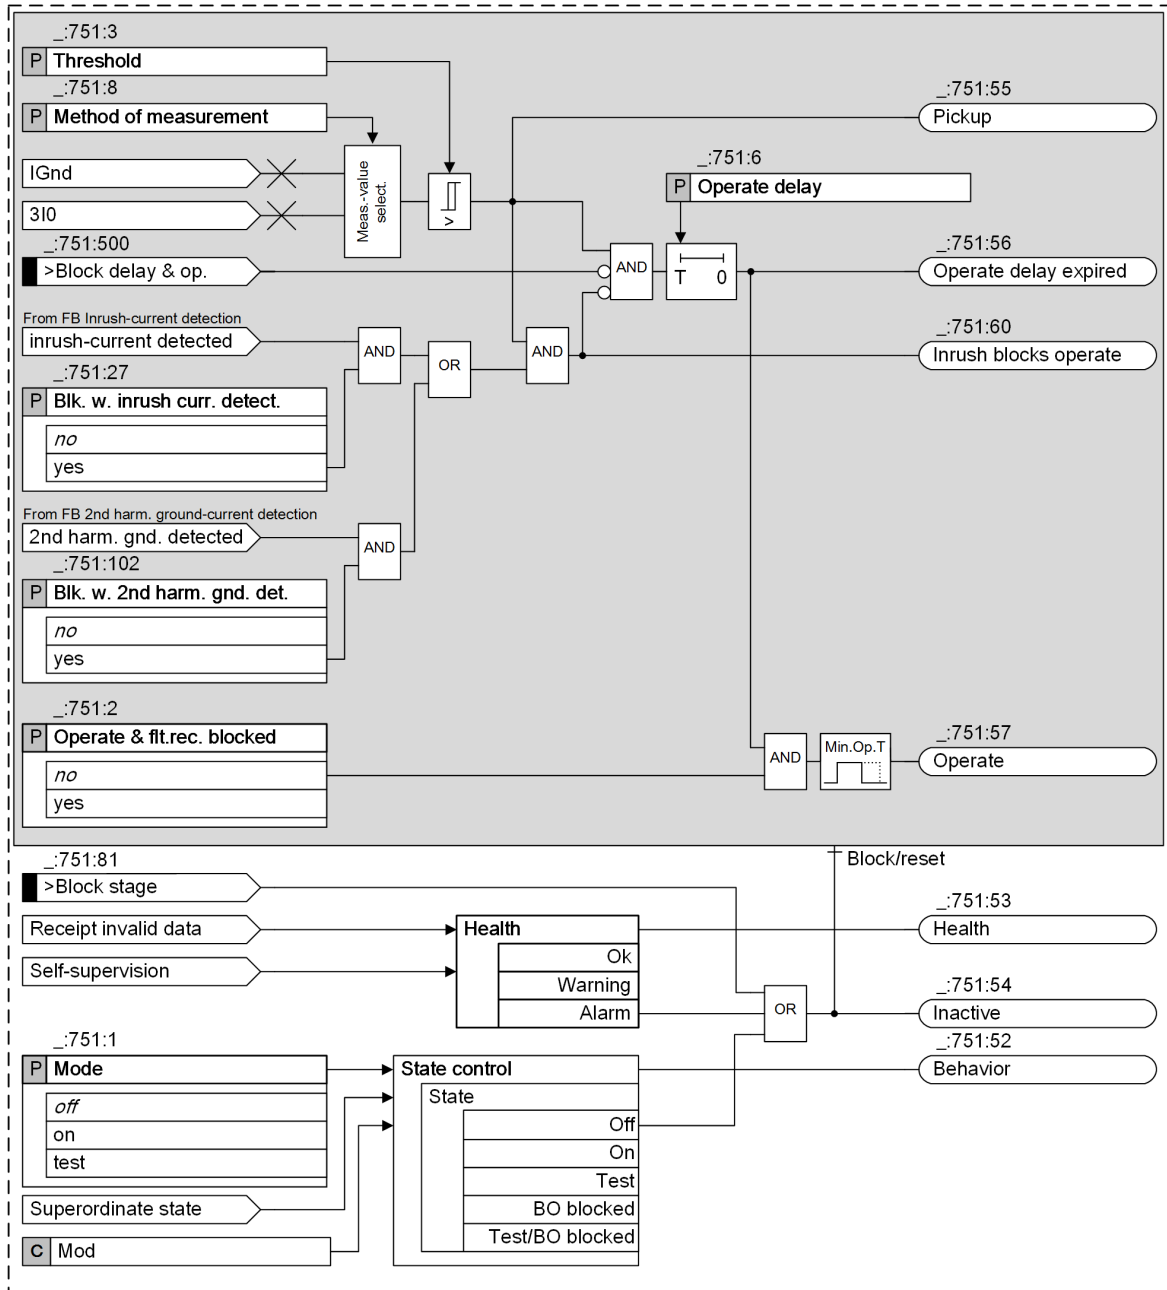 _:751:3
P Threshold
_:751:8
P Method of measurement
IGnd
3I0
Meas.-value
select.
_:751:55
Pickup
_:751:6
P Operate delay
_:751:500
>Block delay & op.
AND
T 0
_:751:56
Operate delay expired
From FB Inrush-current detection
inrush-current detected
AND
OR
AND
_:751:60
Inrush blocks operate
_:751:27
P Blk. w. inrush curr. detect.
no
yes
From FB 2nd harm. ground-current detection
2nd harm. gnd. detected
AND
_:751:102
P Blk. w. 2nd harm. gnd. det.
no
yes
_:751:2
P Operate & flt.rec. blocked
no
yes
AND
Min.Op.T
_:751:57
Operate
Block/reset
_:751:81
>Block stage
Receipt invalid data
Self-supervision
Health
Ok
Warning
Alarm
OR
_:751:53
Health
_:751:54
Inactive
_:751:52
Behavior
_:751:1
P Mode
off
on
test
Superordinate state
C Mod
State control
State
Off
On
Test
BO blocked
Test/BO blocked